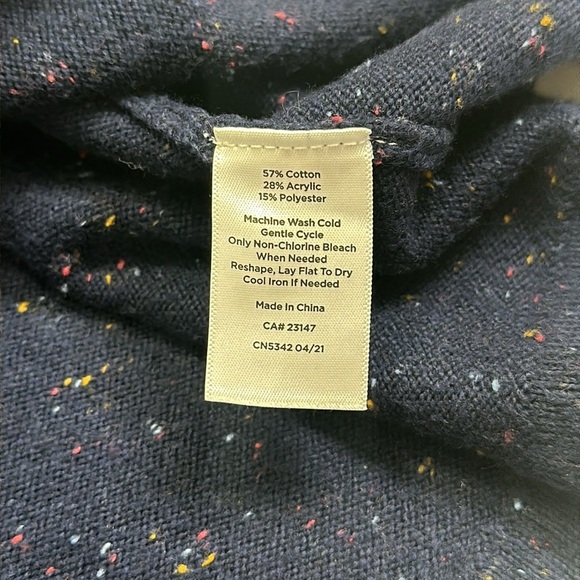 57% Cotton
28% Acrylic
15% Polyester
Machine Wash Cold
Gentle Cycle
Only Non-Chlorine Bleach
When Needed
Reshape, Lay Flat To Dry
Cool Iron If Needed
Made In China
CA# 23147
CN5342 04/21